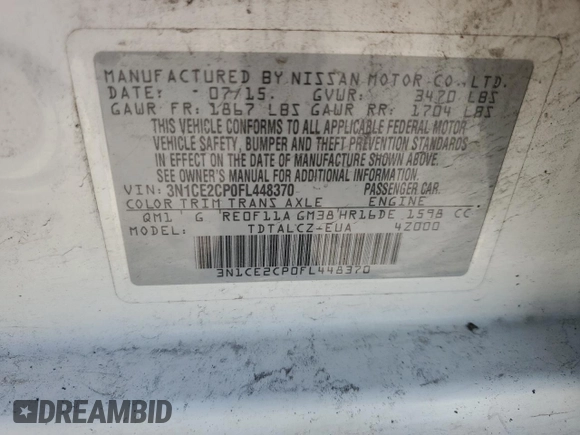 MANUFACTURED BY NISSAN MOTOR CO., LTD.
DATE: 07/15. GVWR: 3470 LBS
GAWR FR: 1867 LBS GAWR RR: 1704 LBS
THIS VEHICLE CONFORMS TO ALL APPLICABLE FEDERAL MOTOR
VEHICLE SAFETY, BUMPER AND THEFT PREVENTION STANDARDS
IN EFFECT ON THE DATE OF MANUFACTURE SHOWN ABOVE.
SEE OWNER'S MANUAL FOR ADDITIONAL INFORMATION.
VIN: 3N1CE2CP0FL448370 PASSENGER CAR
COLOR TRIM TRANS AXLE ENGINE
QM1 G RE0F11A GM38 HR16DE 1598 CC
MODEL: TDTALCZ-EUA 4Z000
3N1CE2CP0FL448370
DREAMBID